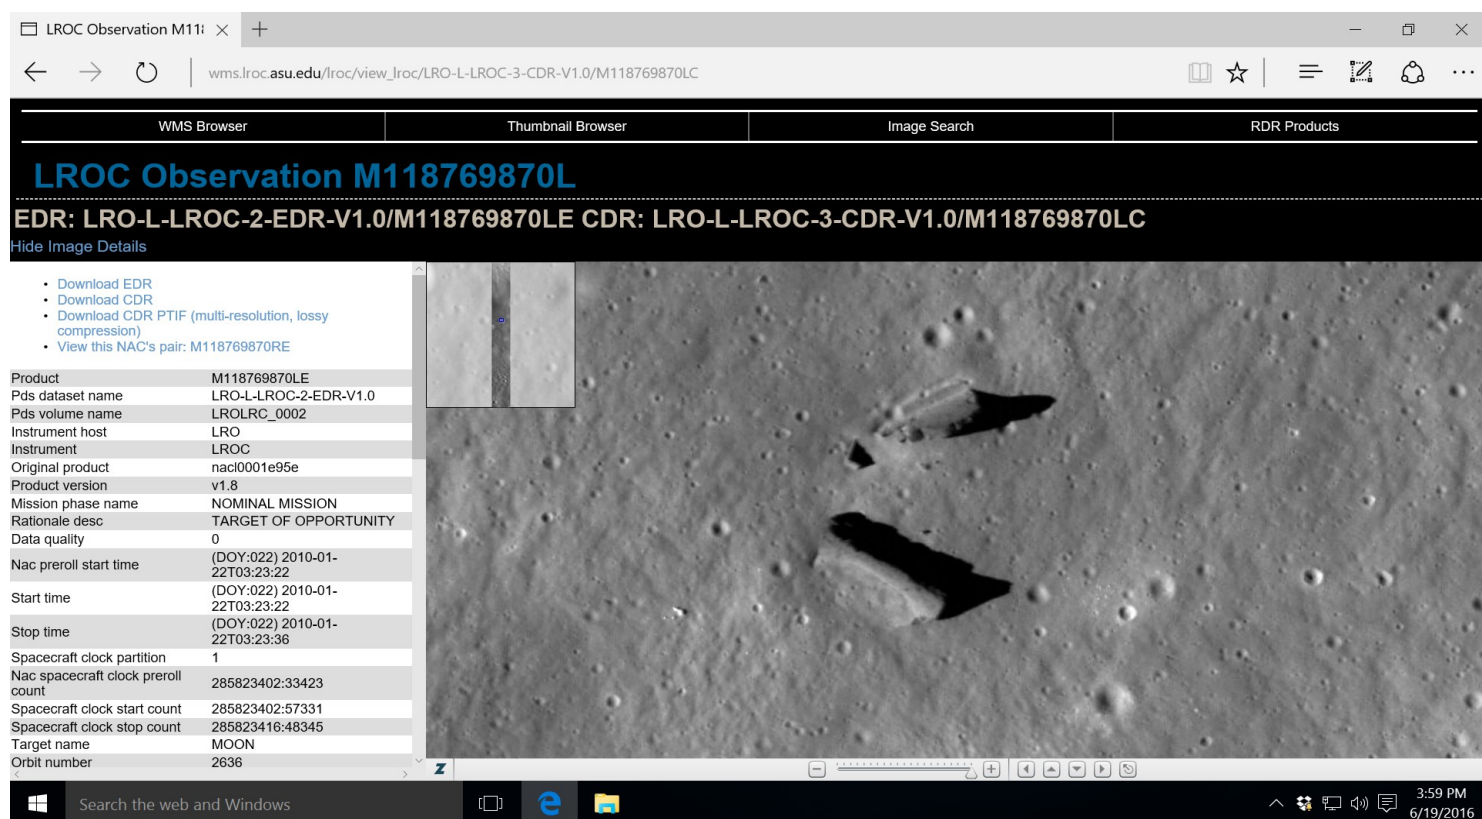 LROC Observation M118
wms.lroc.asu.edu/lroc/view_lroc/LRO-L-LROC-3-CDR-V1.0/M118769870LC
WMS Browser Thumbnail Browser Image Search RDR Products
LROC Observation M118769870L
EDR: LRO-L-LROC-2-EDR-V1.0/M118769870LE CDR: LRO-L-LROC-3-CDR-V1.0/M118769870LC
Hide Image Details
• Download EDR
• Download CDR
• Download CDR PTIF (multi-resolution, lossy
compression)
• View this NAC's pair: M118769870RE
Product M118769870LE
Pds dataset name LRO-L-LROC-2-EDR-V1.0
Pds volume name LROLRC_0002
Instrument host LRO
Instrument LROC
Original product nacl0001e95e
Product version v1.8
Mission phase name NOMINAL MISSION
Rationale desc TARGET OF OPPORTUNITY
Data quality 0
Nac preroll start time (DOY:022) 2010-01-
22T03:23:22
Start time (DOY:022) 2010-01-
22T03:23:22
Stop time (DOY:022) 2010-01-
22T03:23:36
Spacecraft clock partition 1
Nac spacecraft clock preroll
count 285823402:33423
Spacecraft clock start count 285823402:57331
Spacecraft clock stop count 285823416:48345
Target name MOON
Orbit number 2636
Z
Search the web and Windows
3:59 PM
6/19/2016